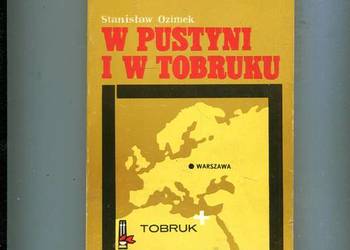 Stanisław Ozimek
W PUSTYNI
I W TOBRUKU
WARSZAWA
TOBRUK